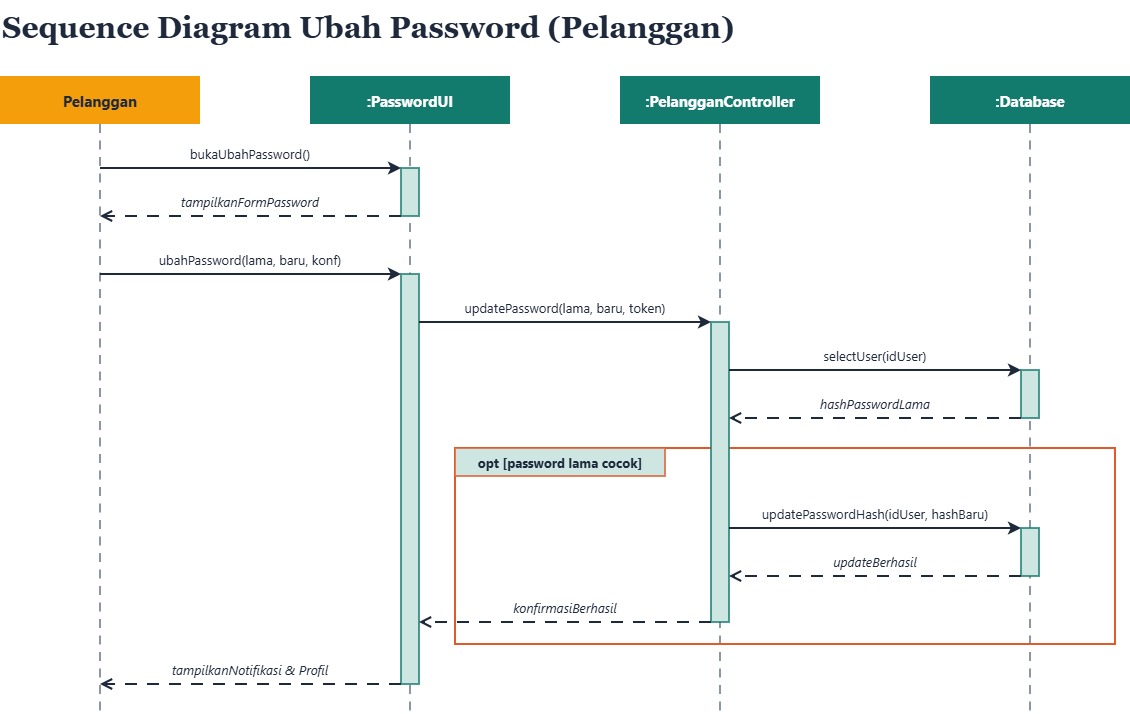 Sequence Diagram Ubah Password (Pelanggan)
Pelanggan
:PasswordUI
:PelangganController
:Database
bukaUbahPassword()
tampilkanFormPassword
ubahPassword(lama, baru, konf)
updatePassword(lama, baru, token)
selectUser(idUser)
hashPasswordLama
opt [password lama cocok]
updatePasswordHash(idUser, hashBaru)
updateBerhasil
konfirmasiBerhasil
tampilkanNotifikasi & Profil